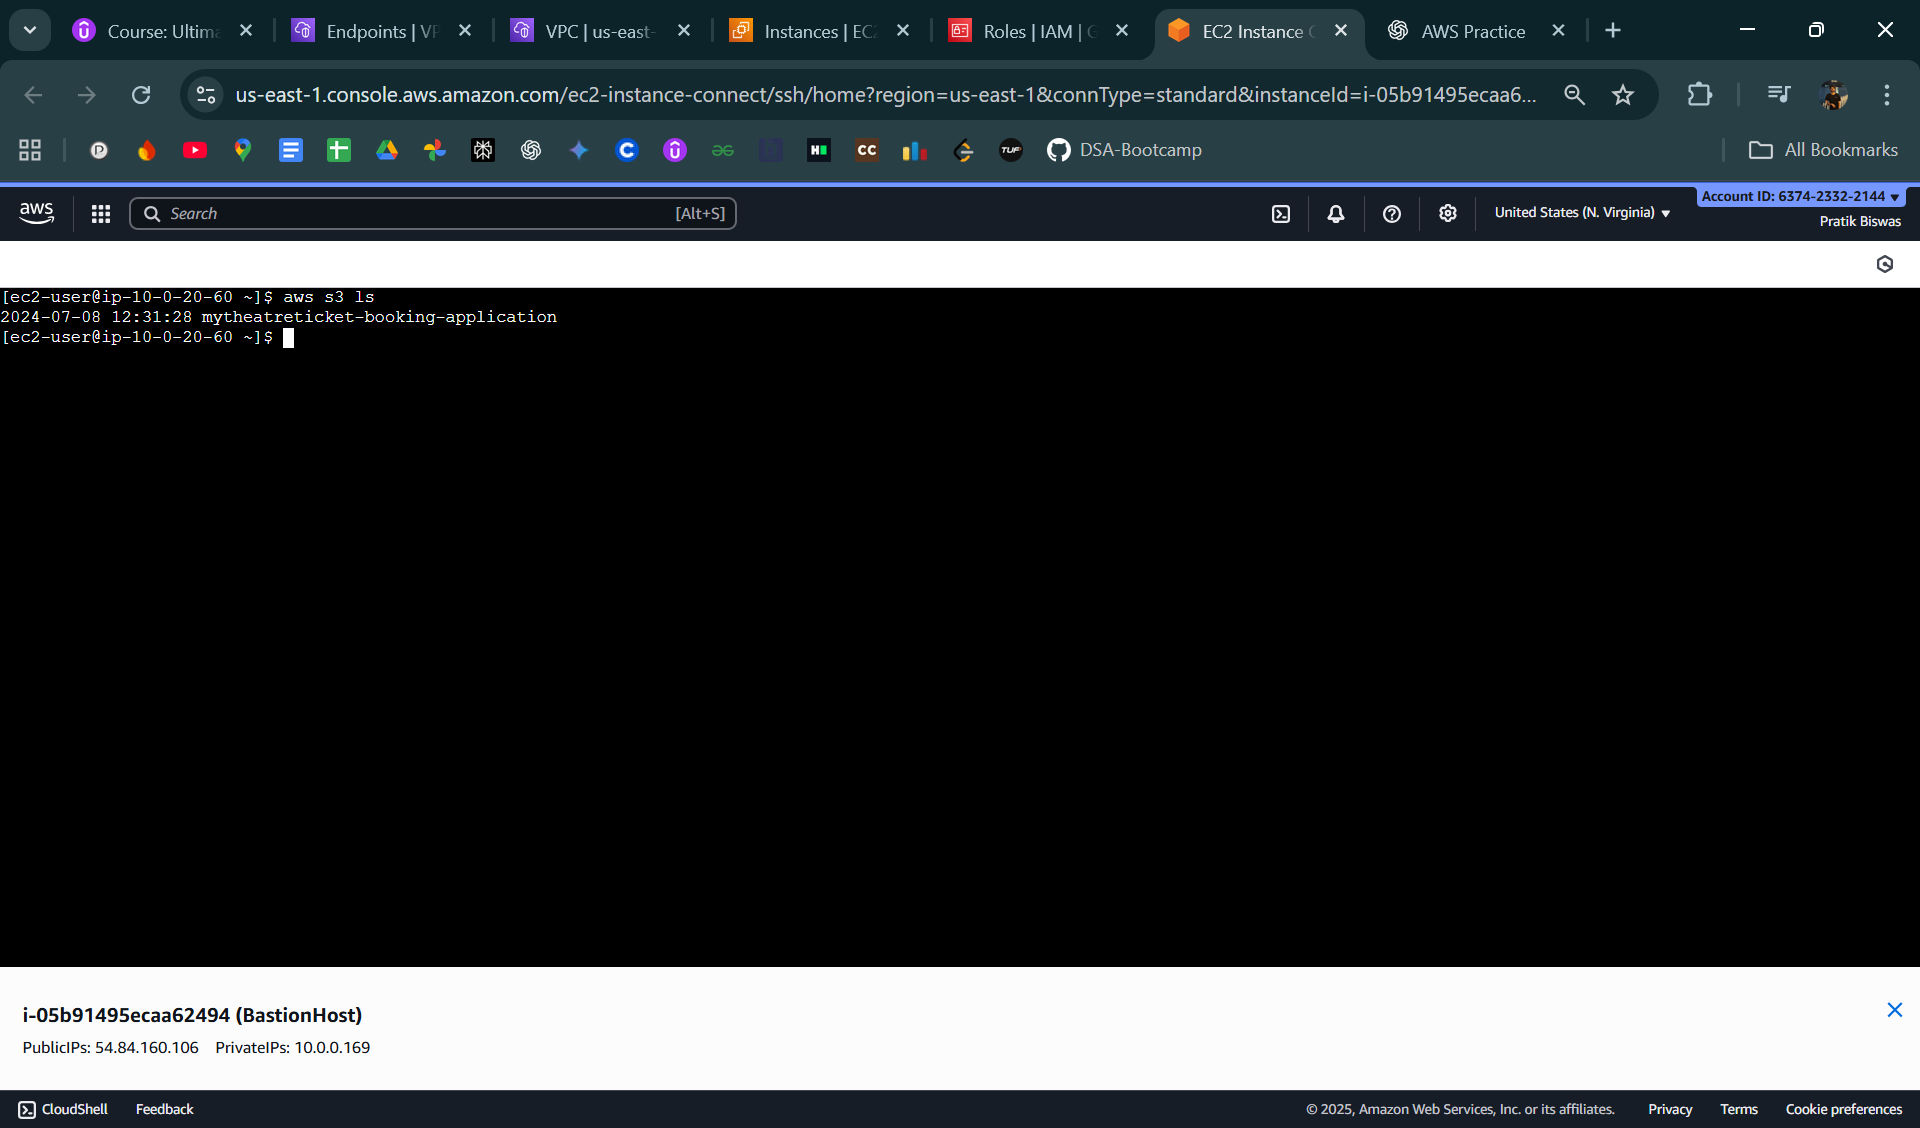 Course: Ultima
Endpoints | VP
VPC | us-east-
Instances | EC2
Roles | IAM | G
EC2 Instance C
AWS Practice
us-east-1.console.aws.amazon.com/ec2-instance-connect/ssh/home?region=us-east-1&connType=standard&instanceId=i-05b91495ecaa6...
DSA-Bootcamp
All Bookmarks
aws
Search
[Alt+S]
United States (N. Virginia)
Account ID: 6374-2332-2144
Pratik Biswas
[ec2-user@ip-10-0-20-60 ~]$ aws s3 ls
2024-07-08 12:31:28 mytheatreticket-booking-application
[ec2-user@ip-10-0-20-60 ~]$
i-05b91495ecaa62494 (BastionHost)
PublicIPs: 54.84.160.106 PrivateIPs: 10.0.0.169
CloudShell
Feedback
© 2025, Amazon Web Services, Inc. or its affiliates.
Privacy
Terms
Cookie preferences